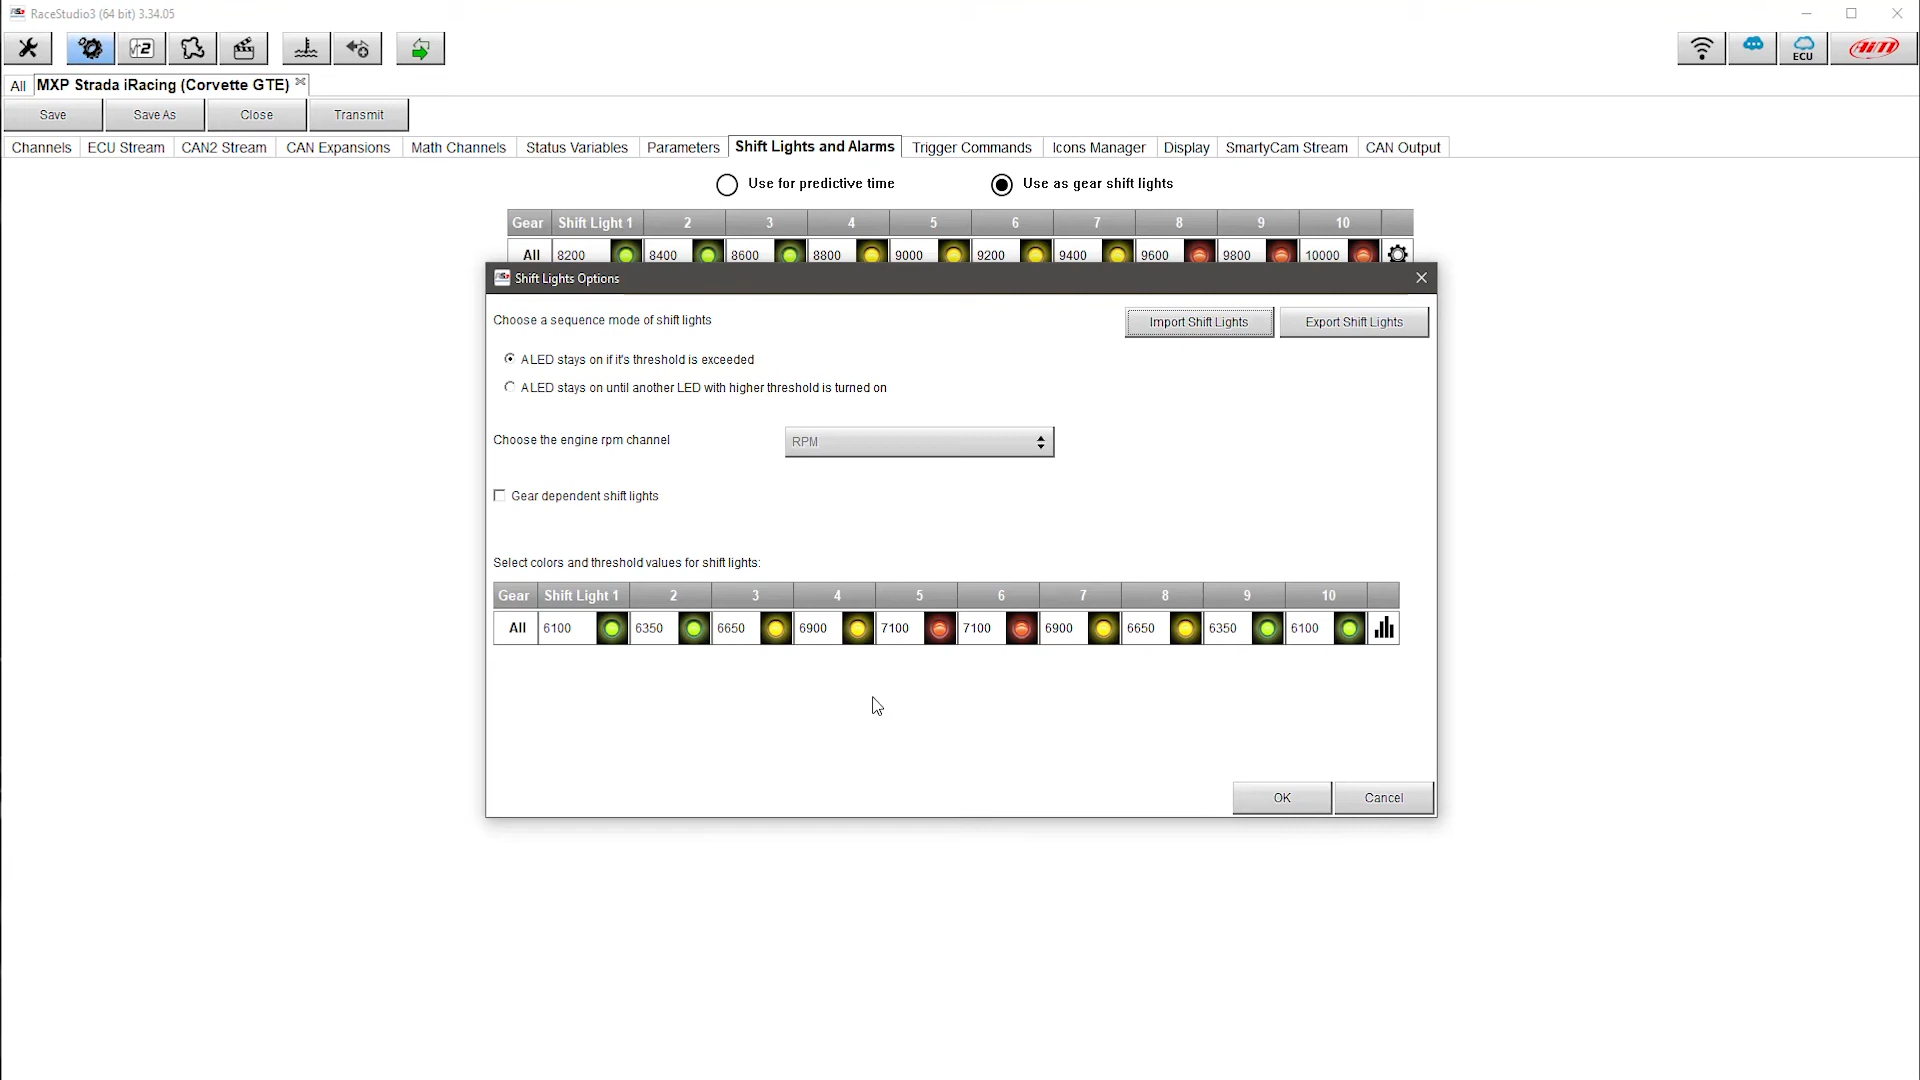 RaceStudio3 (64 bit) 3.34.05
ECU
AiM
All MXP Strada iRacing (Corvette GTE)
Save Save As Close Transmit
Channels ECU Stream CAN2 Stream CAN Expansions Math Channels Status Variables Parameters Shift Lights and Alarms Trigger Commands Icons Manager Display SmartyCam Stream CAN Output
Use for predictive time Use as gear shift lights
Gear Shift Light 1 2 3 4 5 6 7 8 9 10
All 8200 8400 8600 8800 9000 9200 9400 9600 9800 10000
Shift Lights Options
Choose a sequence mode of shift lights Import Shift Lights Export Shift Lights
A LED stays on if it's threshold is exceeded
A LED stays on until another LED with higher threshold is turned on
Choose the engine rpm channel RPM
Gear dependent shift lights
Select colors and threshold values for shift lights:
Gear Shift Light 1 2 3 4 5 6 7 8 9 10
All 6100 6350 6650 6900 7100 7100 6900 6650 6350 6100
OK Cancel